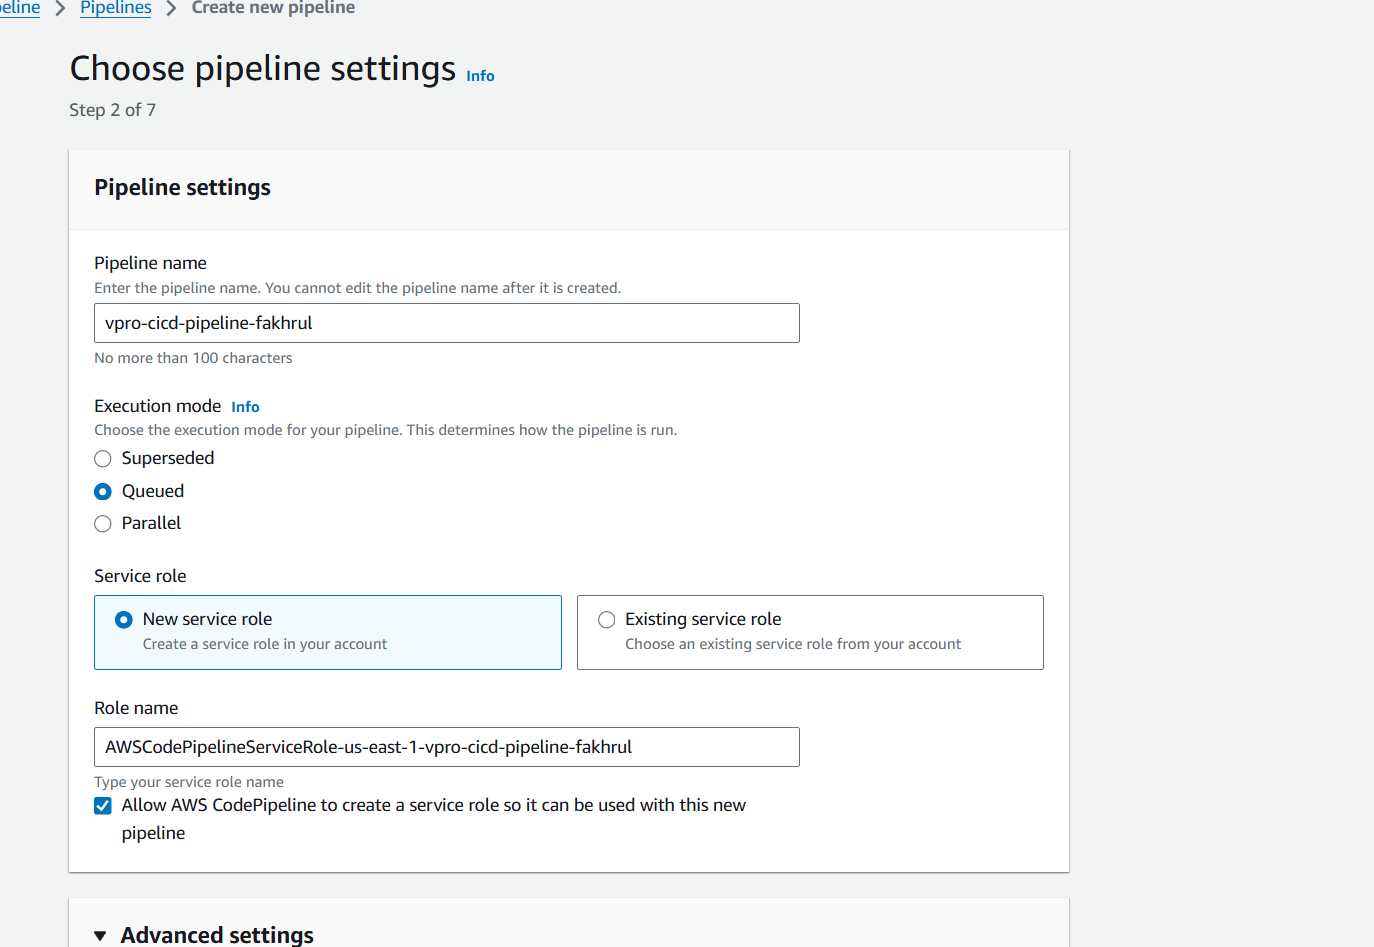 peline > Pipelines > Create new pipeline
Choose pipeline settings Info
Step 2 of 7
Pipeline settings
Pipeline name
Enter the pipeline name. You cannot edit the pipeline name after it is created.
vpro-cicd-pipeline-fakhrul
No more than 100 characters
Execution mode Info
Choose the execution mode for your pipeline. This determines how the pipeline is run.
Superseded
Queued
Parallel
Service role
New service role
Create a service role in your account
Existing service role
Choose an existing service role from your account
Role name
AWSCodePipelineServiceRole-us-east-1-vpro-cicd-pipeline-fakhrul
Type your service role name
Allow AWS CodePipeline to create a service role so it can be used with this new
pipeline
Advanced settings